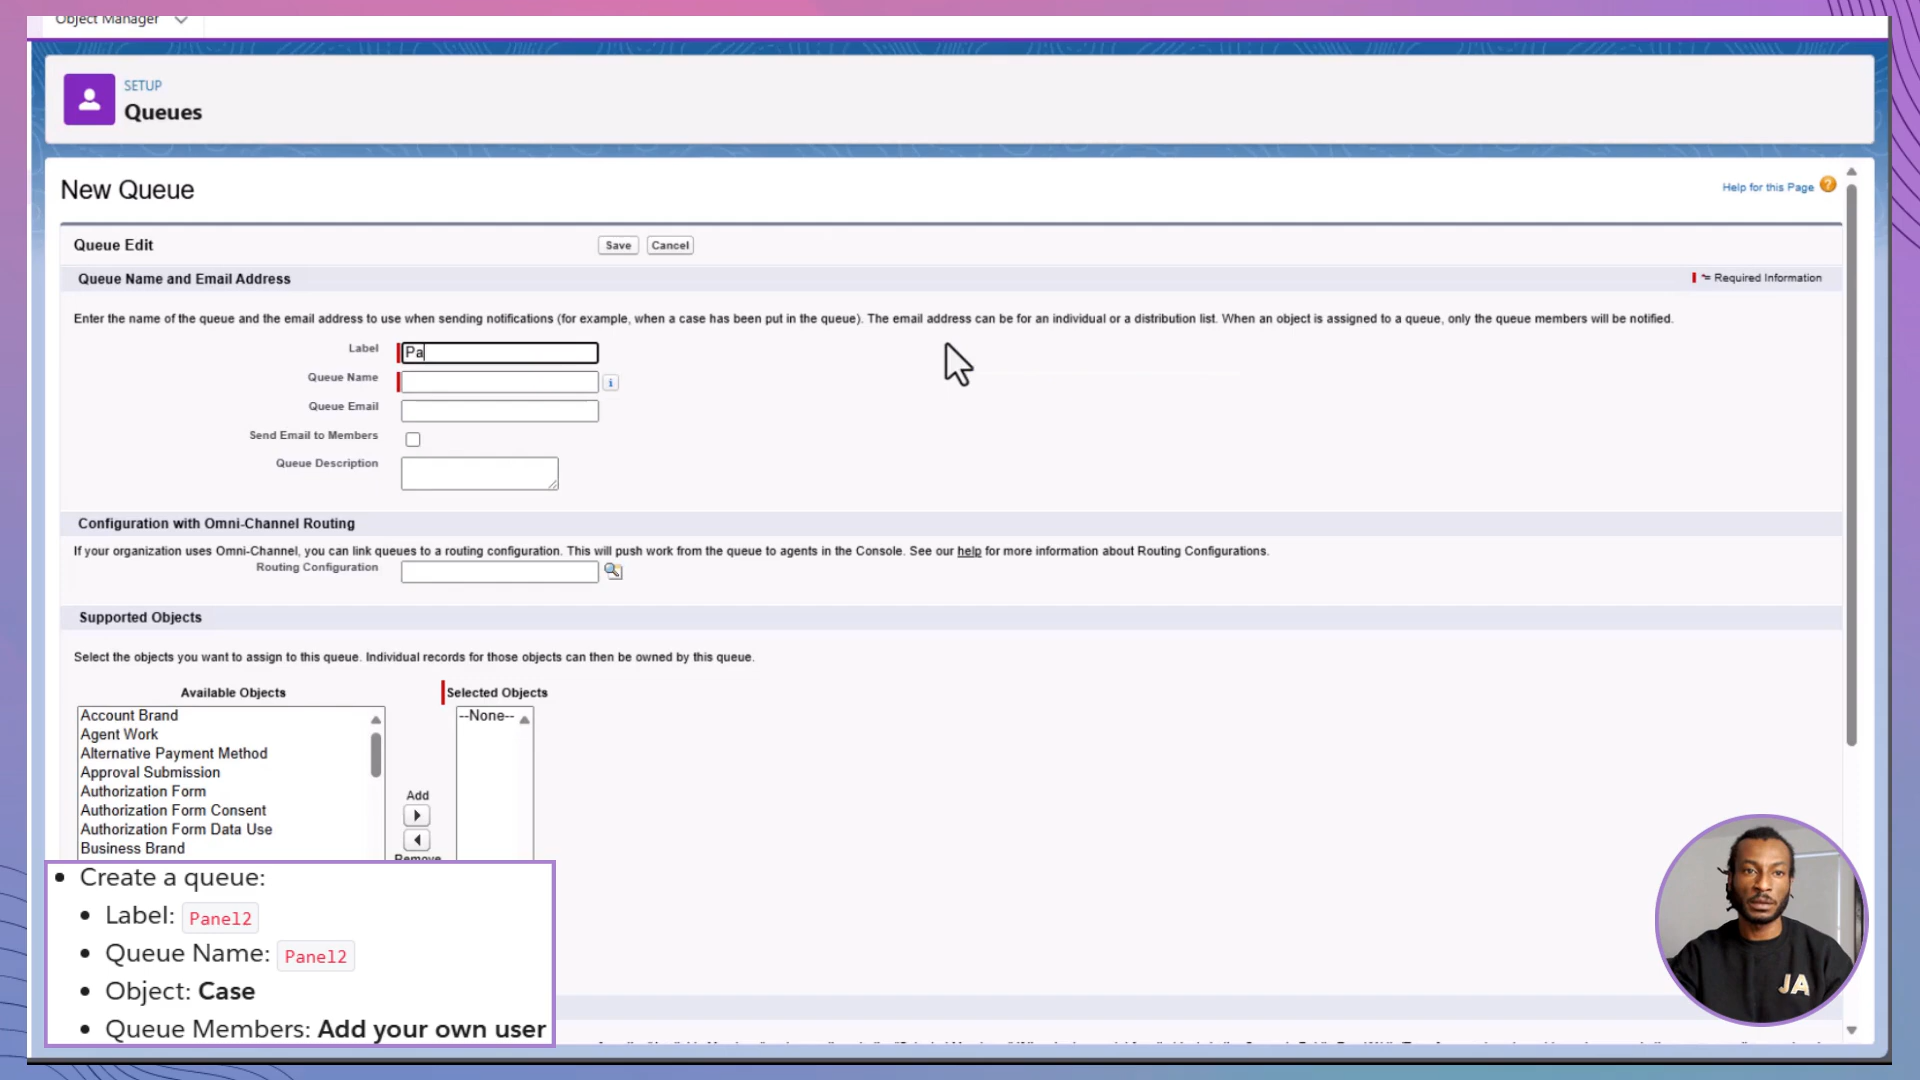 Object Manager
SETUP
Queues
New Queue
Help for this Page ?
Queue Edit
Save Cancel
Queue Name and Email Address
= Required Information
Enter the name of the queue and the email address to use when sending notifications (for example, when a case has been put in the queue). The email address can be for an individual or a distribution list. When an object is assigned to a queue, only the queue members will be notified.
Label Pa
Queue Name i
Queue Email
Send Email to Members
Queue Description
Configuration with Omni-Channel Routing
If your organization uses Omni-Channel, you can link queues to a routing configuration. This will push work from the queue to agents in the Console. See our help for more information about Routing Configurations.
Routing Configuration
Supported Objects
Select the objects you want to assign to this queue. Individual records for those objects can then be owned by this queue.
Available Objects
Selected Objects
Account Brand
--None--
Agent Work
Alternative Payment Method
Approval Submission
Authorization Form
Add
Authorization Form Consent
Authorization Form Data Use
Business Brand
Remove
• Create a queue:
• Label: Panel2
• Queue Name: Panel2
• Object: Case
• Queue Members: Add your own user
JA